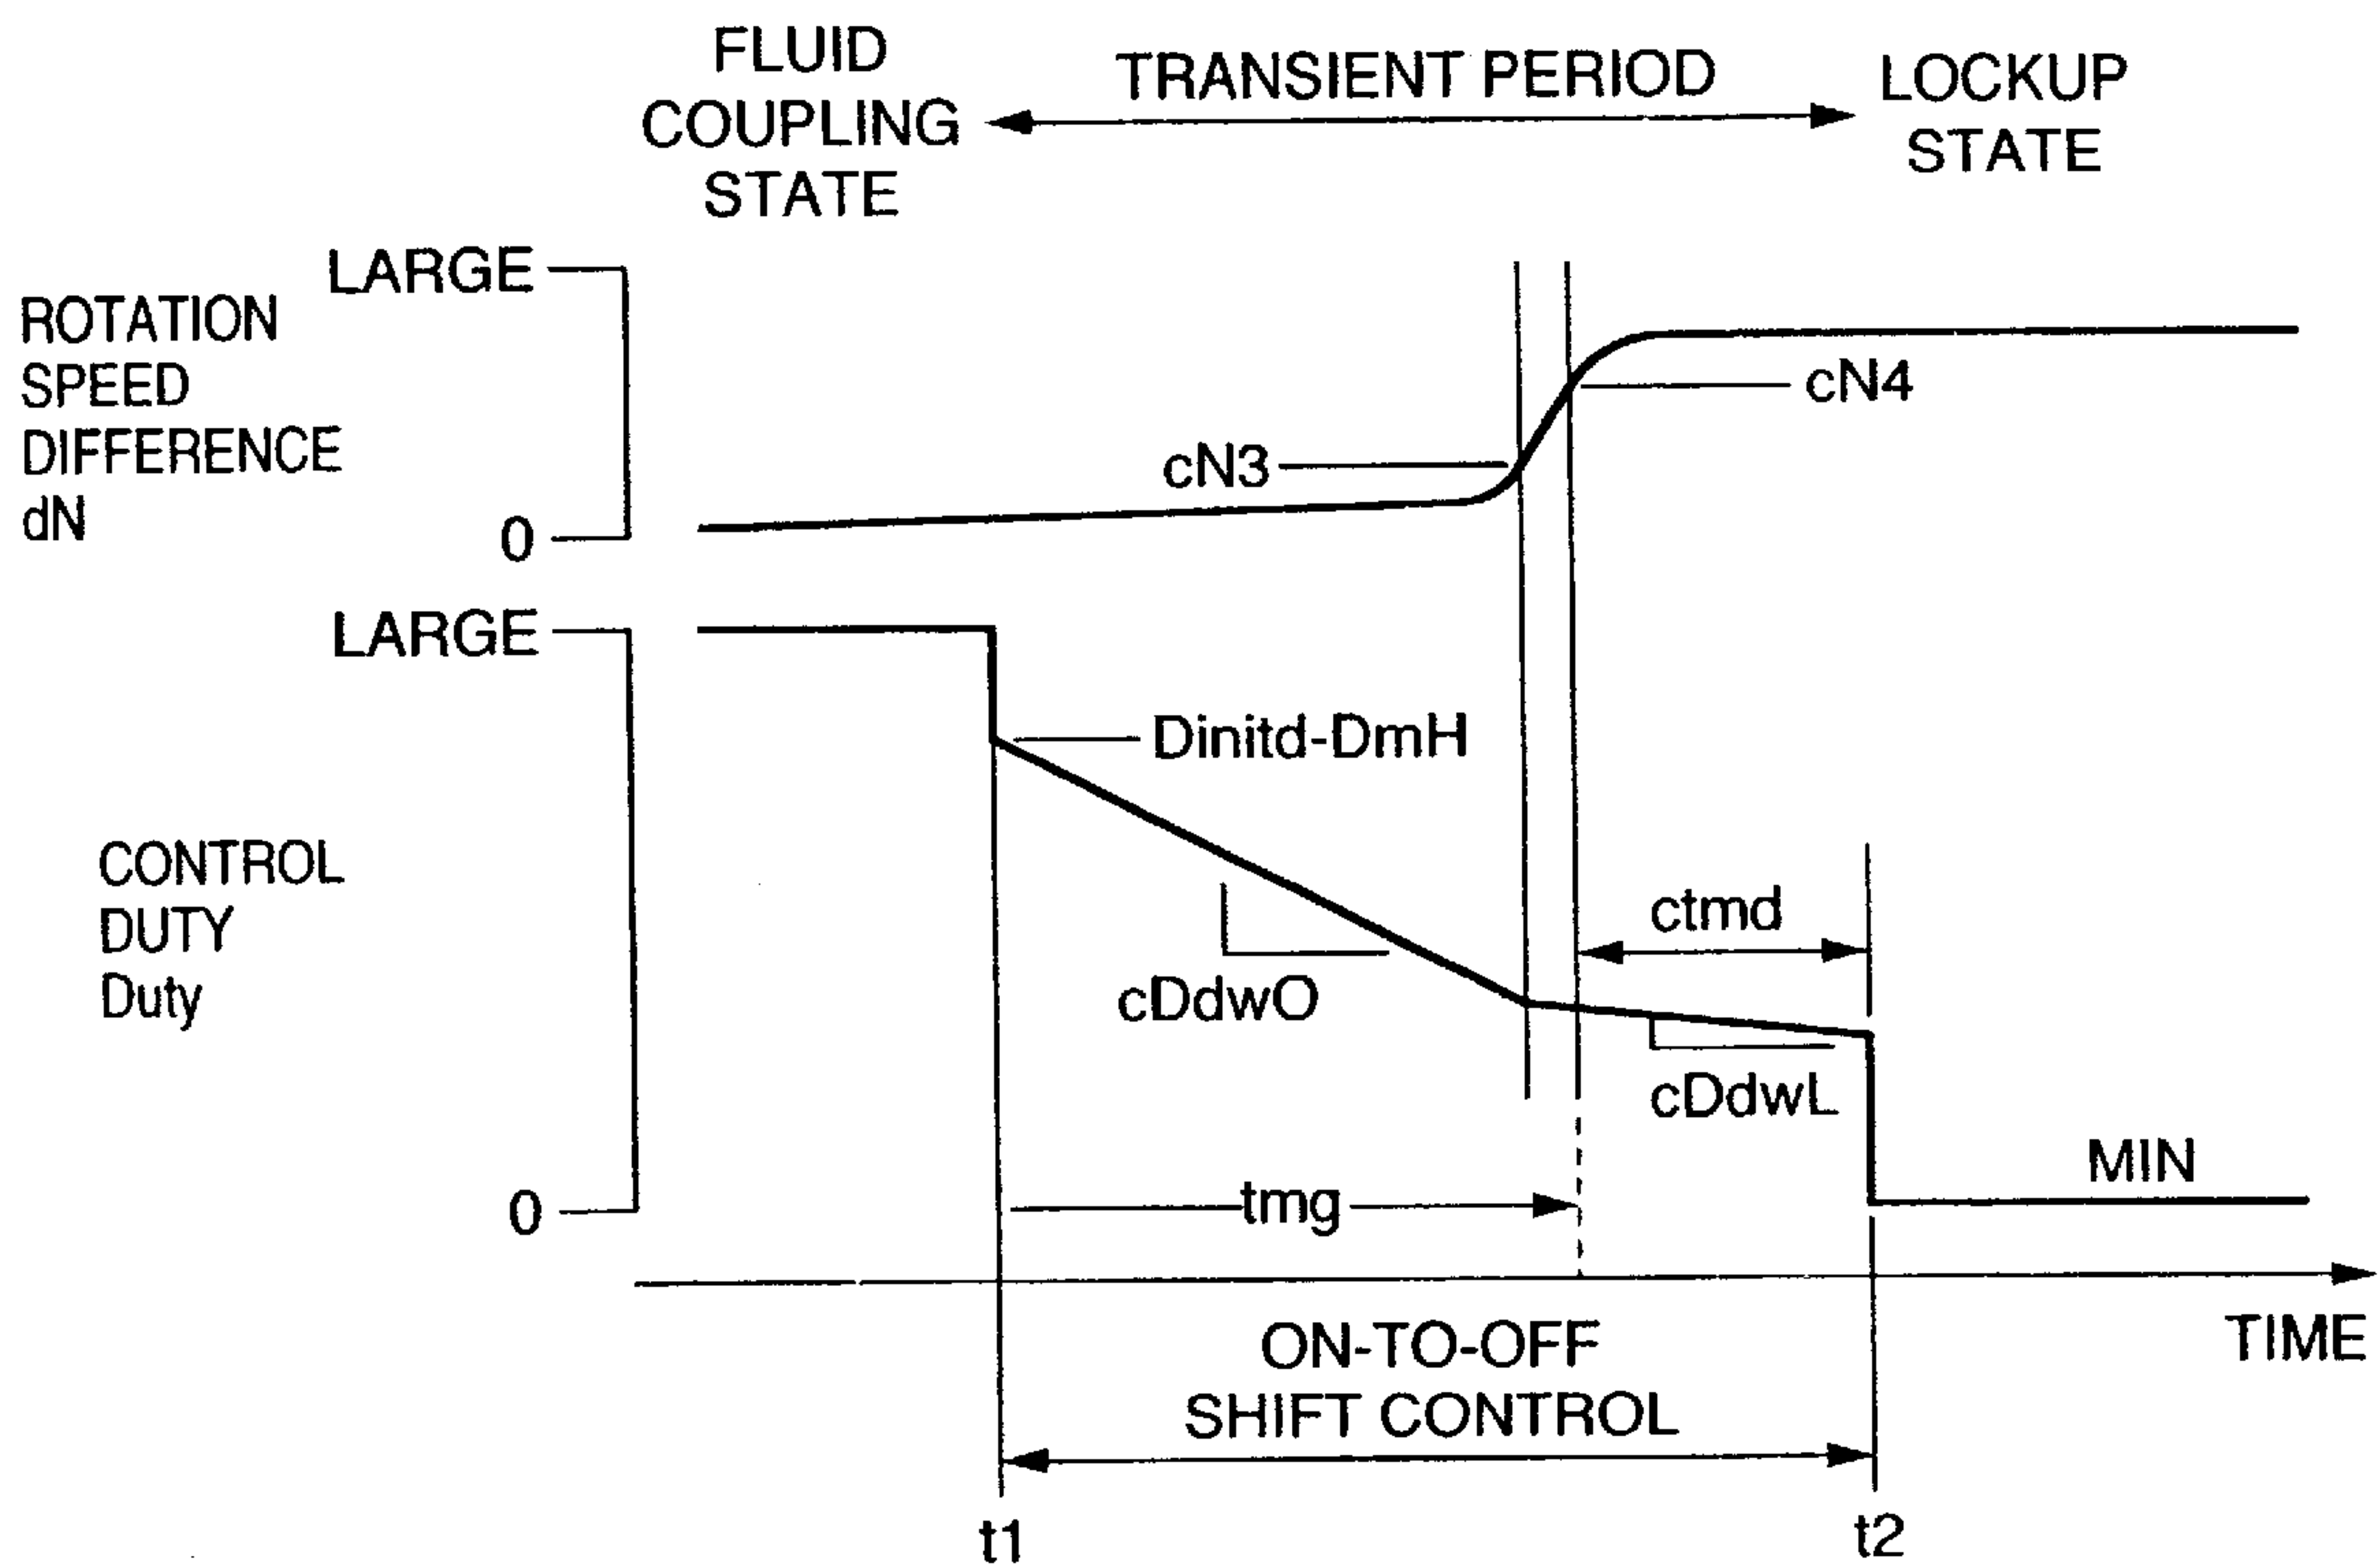 FLUID
COUPLING
STATE
TRANSIENT PERIOD
LOCKUP
STATE
LARGE
ROTATION
SPEED
DIFFERENCE
dN
0
cN4
cN3
LARGE
Dinitd-DmH
CONTROL
DUTY
Duty
ctmd
cDdwO
cDdwL
MIN
tmg
0
TIME
ON-TO-OFF
SHIFT CONTROL
t1
t2